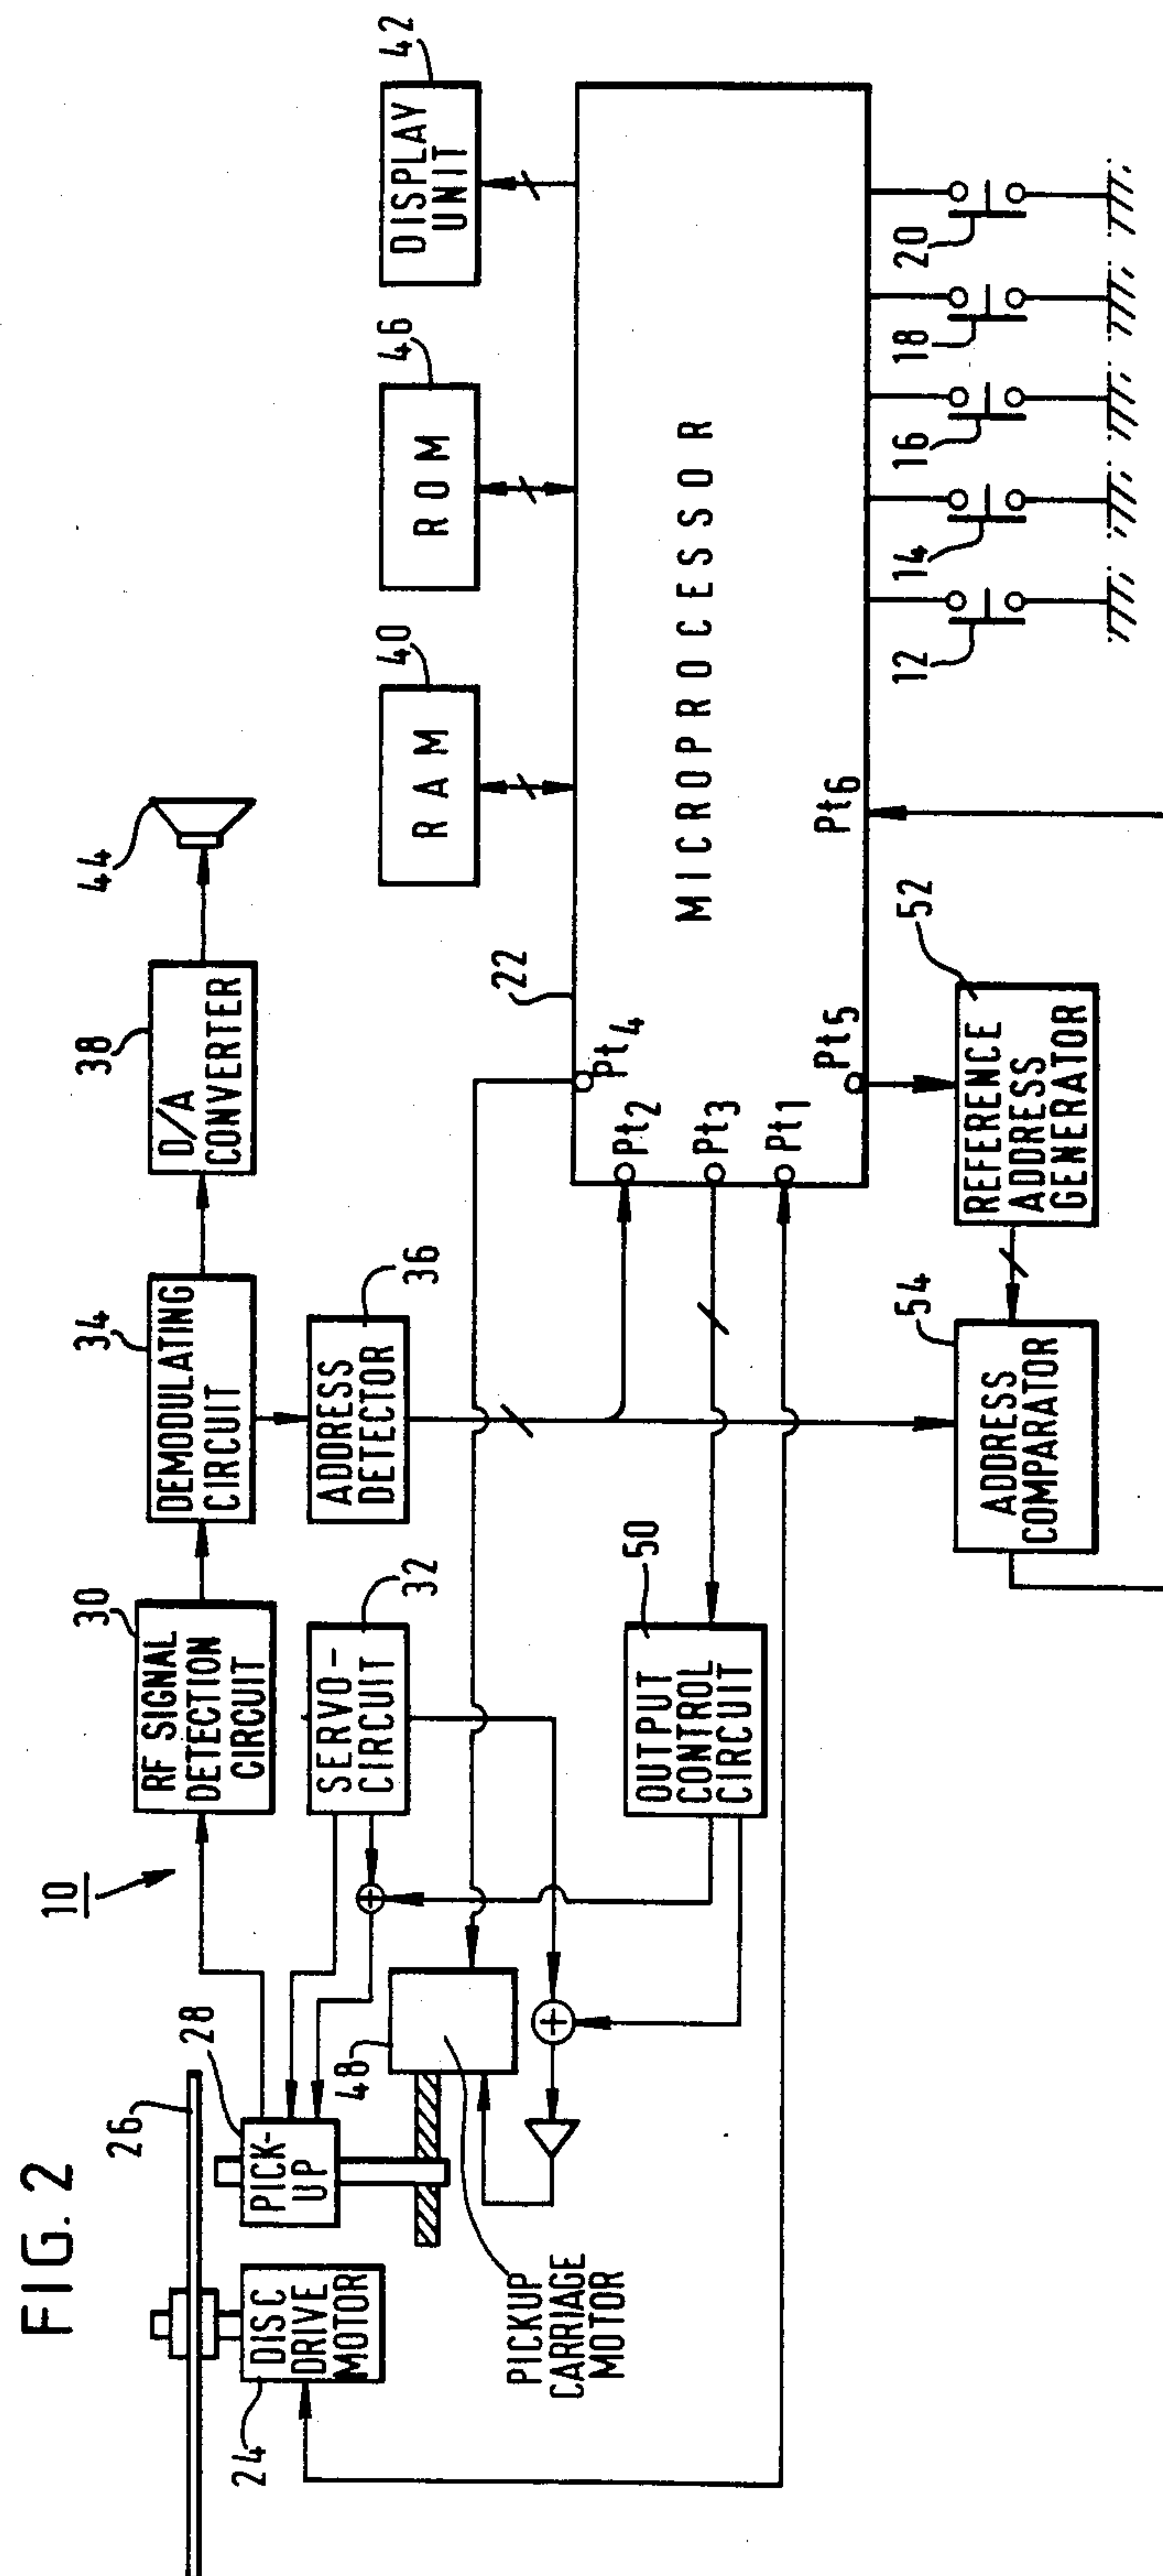 FIG. 2
10
26
28
24
DISC
DRIVE
MOTOR
PICK-
UP
30
RF SIGNAL
DETECTION
CIRCUIT
34
DEMODULATING
CIRCUIT
38
D/A
CONVERTER
44
32
SERVO-
CIRCUIT
36
ADDRESS
DETECTOR
48
PICKUP
CARRIAGE
MOTOR
50
OUTPUT
CONTROL
CIRCUIT
40
RAM
46
ROM
42
DISPLAY
UNIT
22
Pt4
Pt2
Pt3
Pt1
Pt5
Pt6
MICROPROCESSOR
54
ADDRESS
COMPARATOR
52
REFERENCE
ADDRESS
GENERATOR
12
14
16
18
20